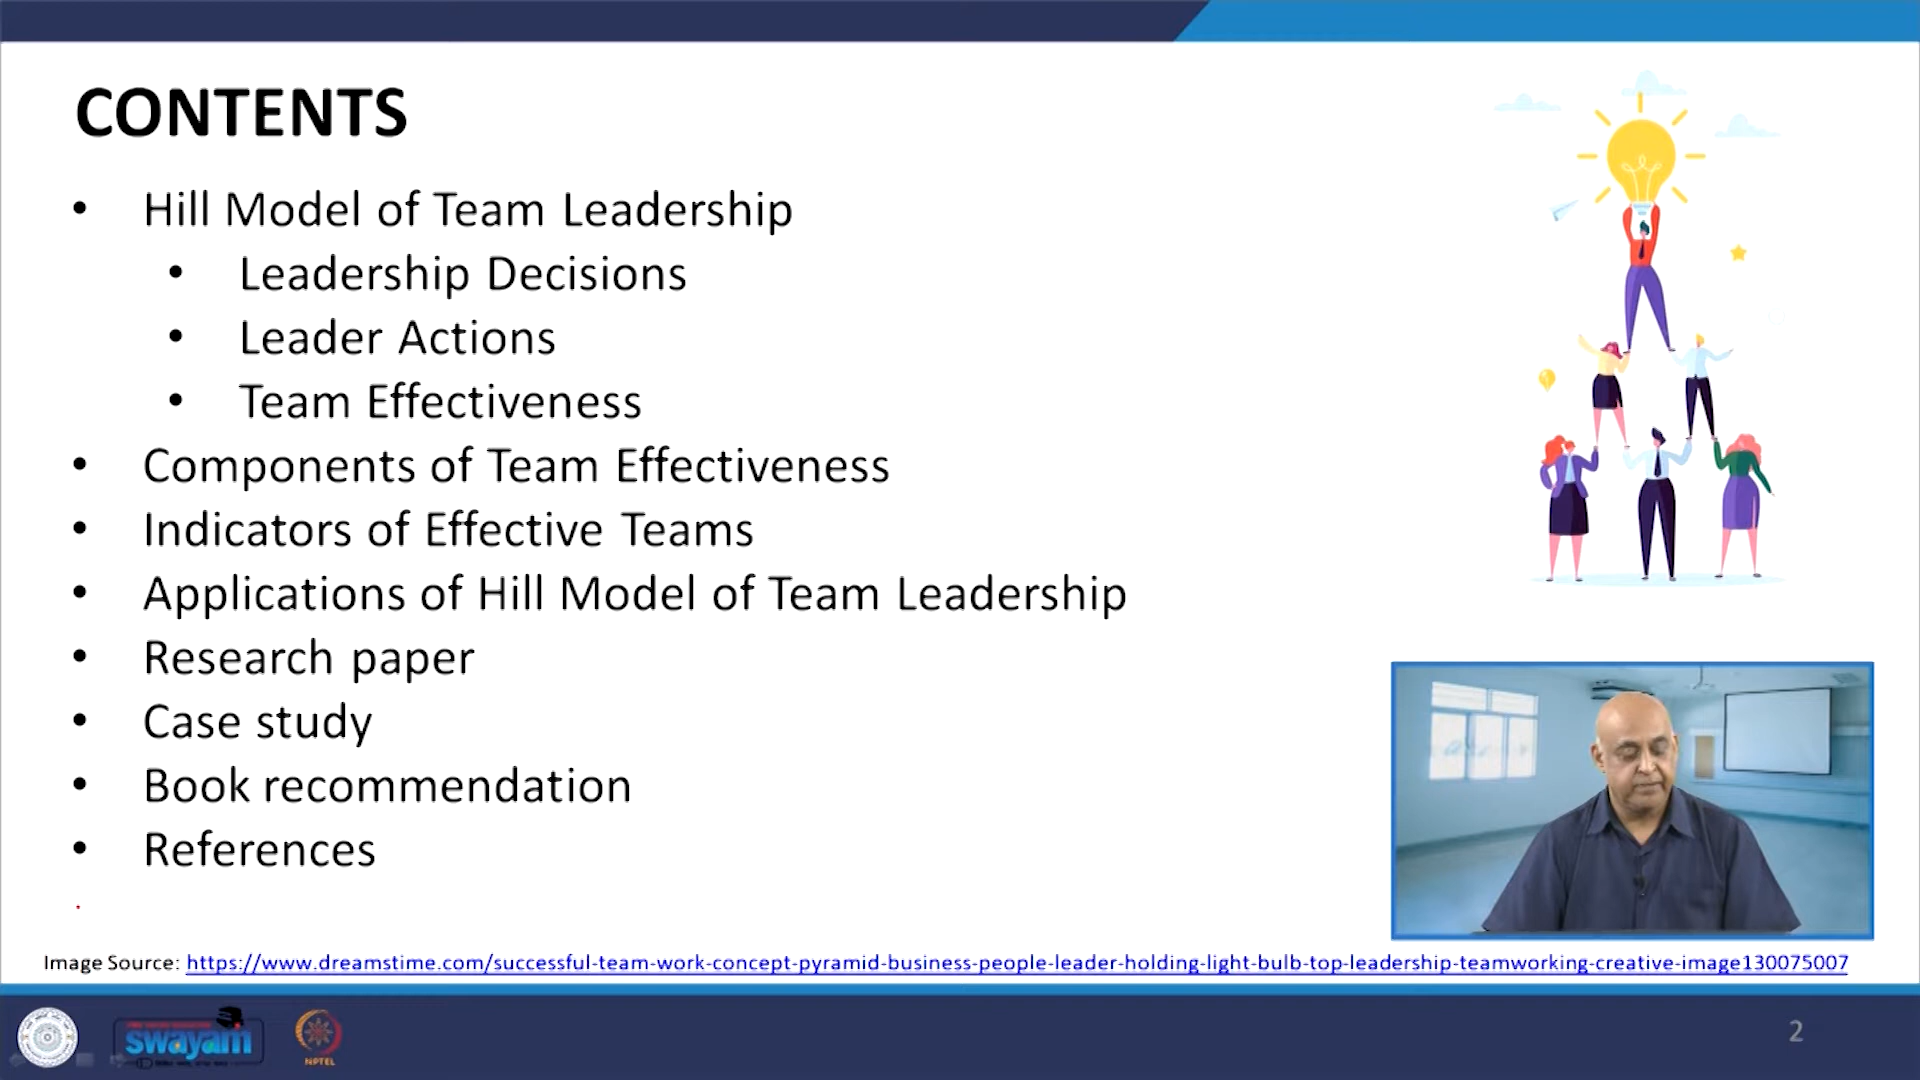 CONTENTS
• Hill Model of Team Leadership
• Leadership Decisions
• Leader Actions
• Team Effectiveness
• Components of Team Effectiveness
• Indicators of Effective Teams
• Applications of Hill Model of Team Leadership
• Research paper
• Case study
• Book recommendation
• References
Image Source: https://www.dreamstime.com/successful-team-work-concept-pyramid-business-people-leader-holding-light-bulb-top-leadership-teamworking-creative-image130075007
swayam
NPTEL
2